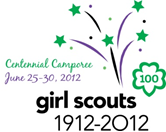 Centennial Camporee
June 25-30, 2012
100
girl scouts
1912-2012